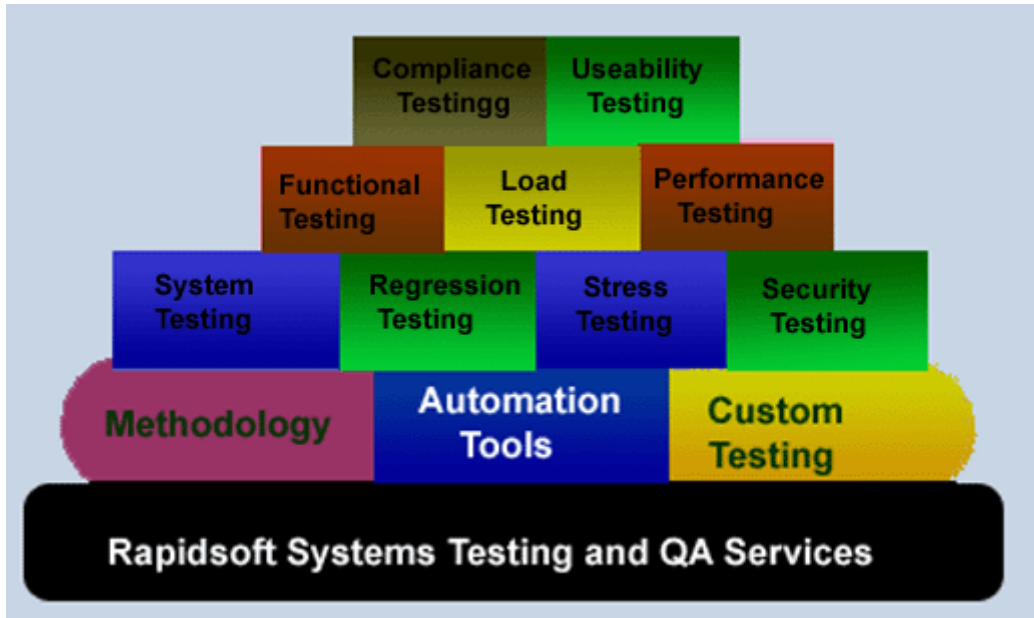 Compliance
Testingg
Useability
Testing
Functional
Testing
Load
Testing
Performance
Testing
System
Testing
Regression
Testing
Stress
Testing
Security
Testing
Methodology
Automation
Tools
Custom
Testing
Rapidsoft Systems Testing and QA Services